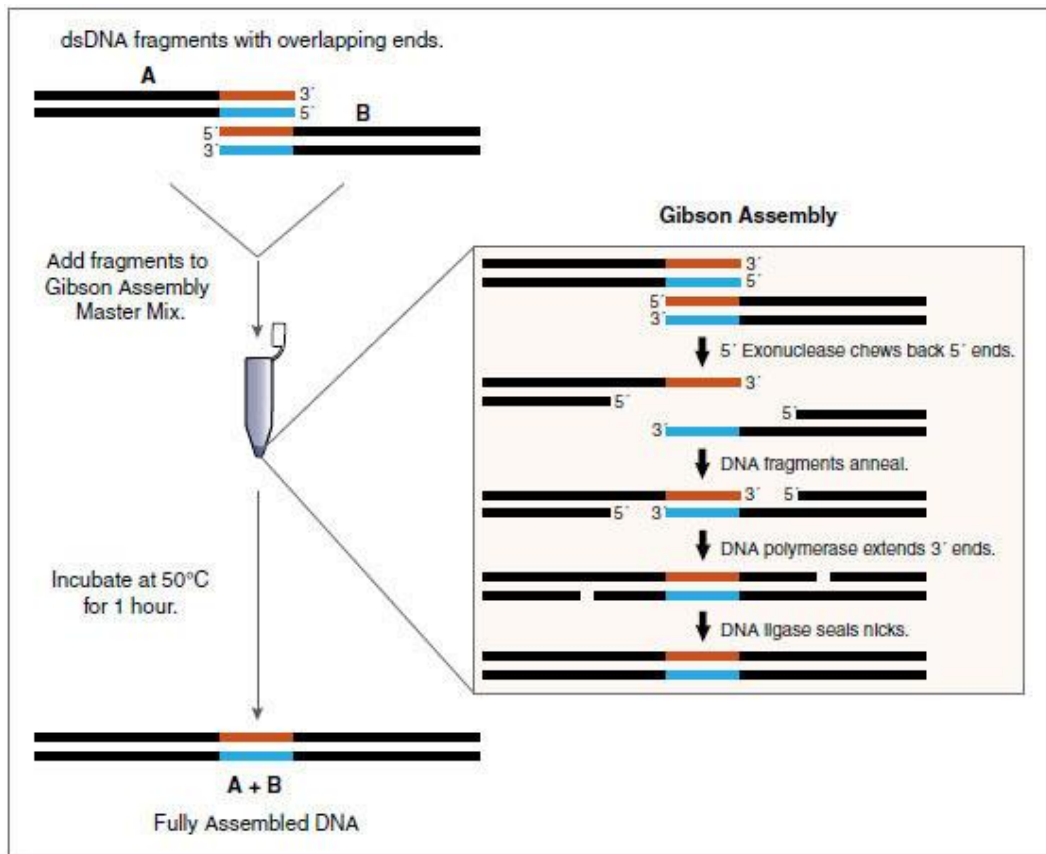 dsDNA fragments with overlapping ends.
A
3´
5´
B
5´
3´
Add fragments to
Gibson Assembly
Master Mix.
Incubate at 50°C
for 1 hour.
A + B
Fully Assembled DNA
Gibson Assembly
3´
5´
5´
3´
5´ Exonuclease chews back 5´ ends.
3´
5´
5´
3´
DNA fragments anneal.
3´ 5´
5´ 3´
DNA polymerase extends 3´ ends.
DNA ligase seals nicks.